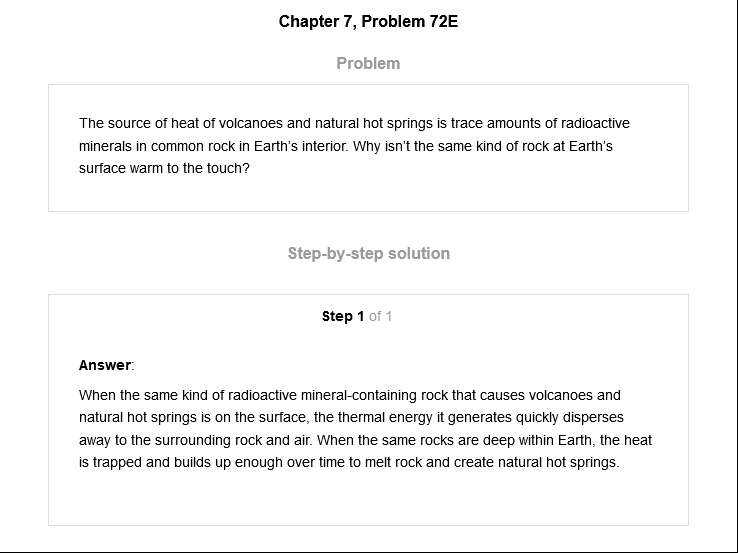 Chapter 7, Problem 72E
Problem
The source of heat of volcanoes and natural hot springs is trace amounts of radioactive
minerals in common rock in Earth's interior. Why isn't the same kind of rock at Earth's
surface warm to the touch?
Step-by-step solution
Step 1 of 1
Answer:
When the same kind of radioactive mineral-containing rock that causes volcanoes and
natural hot springs is on the surface, the thermal energy it generates quickly disperses
away to the surrounding rock and air. When the same rocks are deep within Earth, the heat
is trapped and builds up enough over time to melt rock and create natural hot springs.